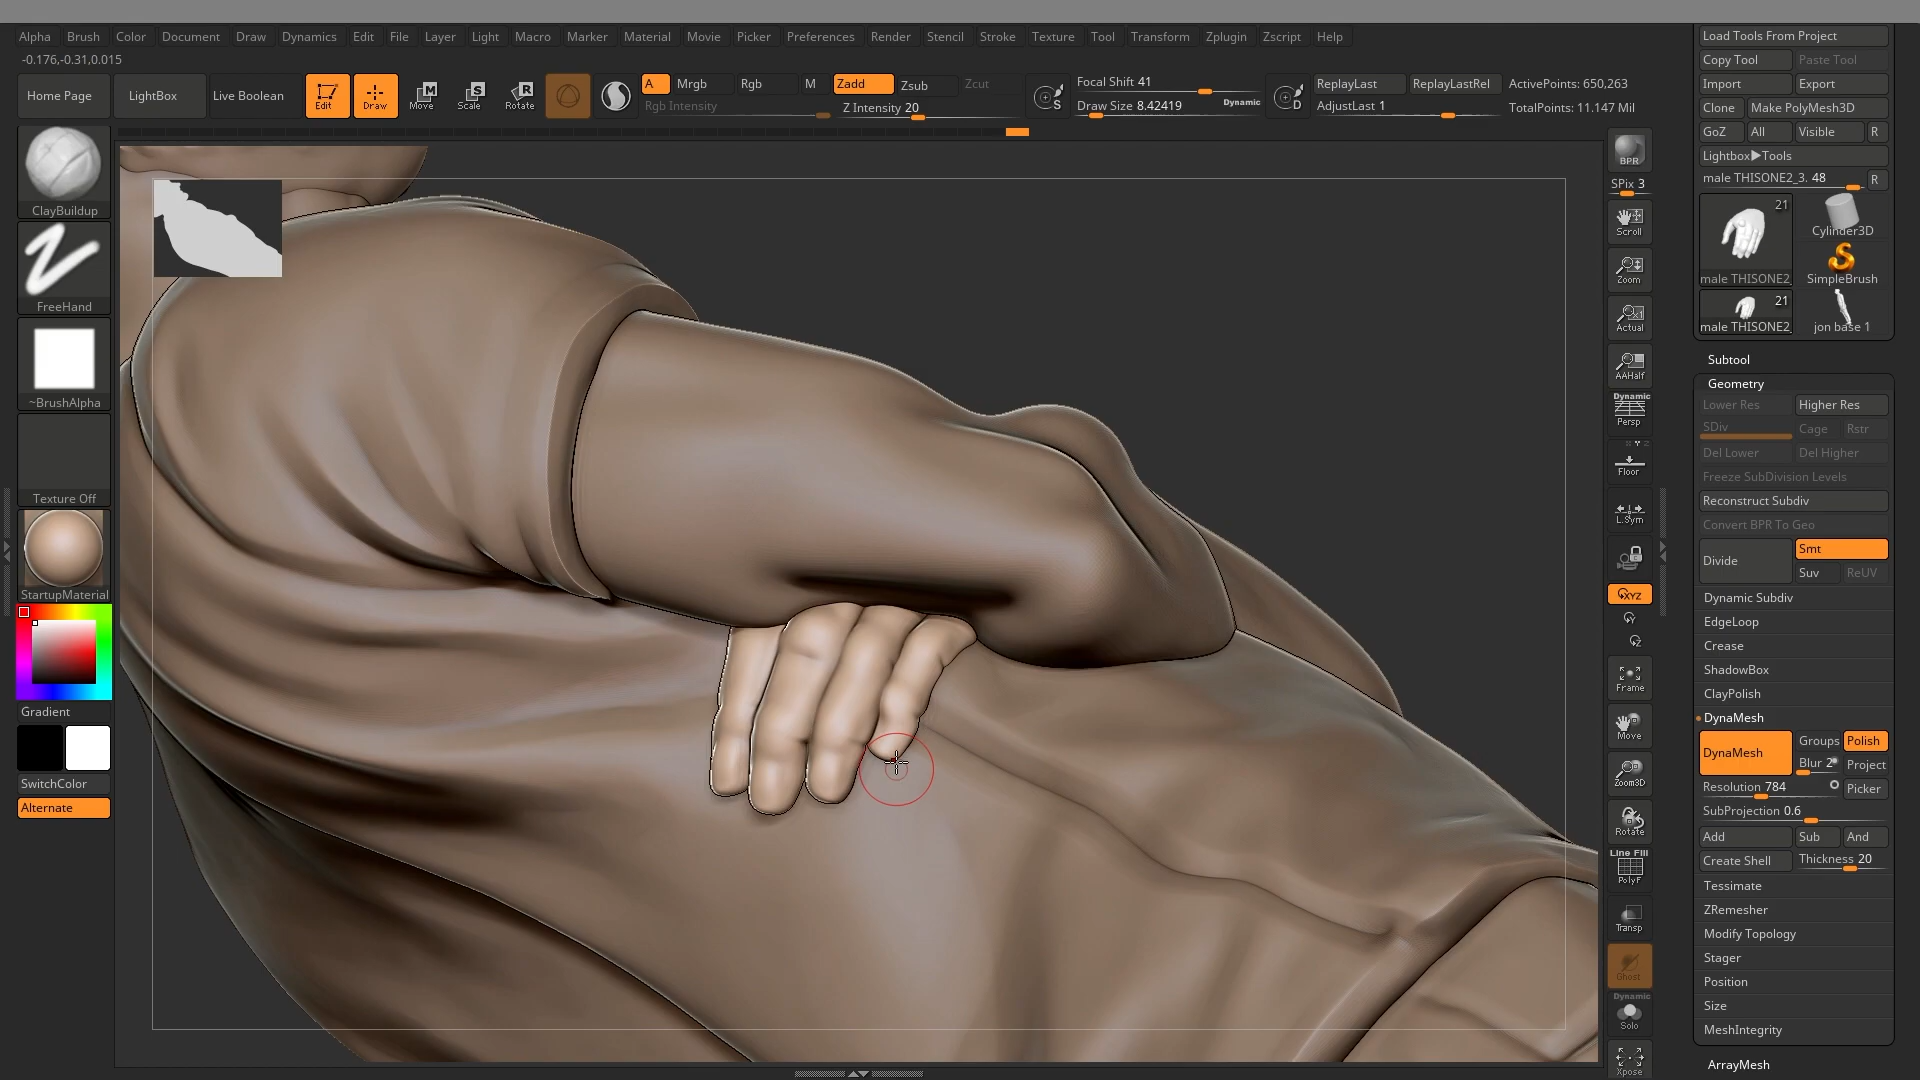 Alpha Brush Color Document Draw Dynamics Edit File Layer Light Macro Marker Material Movie Picker Preferences Render Stencil Stroke Texture Tool Transform Zplugin Zscript Help
-0.176,-0.31,0.015
Home Page LightBox Live Boolean Edit Draw Move Scale Rotate
A Mrgb Rgb M Zadd Zsub Zcut
Rgb Intensity Z Intensity 20
Focal Shift 41
Draw Size 8.42419 Dynamic
ReplayLast ReplayLastRel ActivePoints: 650,263
AdjustLast 1 TotalPoints: 11.147 Mil
ClayBuildup
FreeHand
~BrushAlpha
Texture Off
StartupMaterial
Gradient
SwitchColor
Alternate
BPR
SPix 3
Scroll
Zoom
Actual
AAHalf
Dynamic
Persp
Floor
L.Sym
XYZ
Frame
Move
Zoom3D
Rotate
Line Fill
PolyF
Transp
Ghost
Dynamic
Solo
Xpose
Load Tools From Project
Copy Tool Paste Tool
Import Export
Clone Make PolyMesh3D
GoZ All Visible R
Lightbox▶Tools
male THISONE2_3. 48 R
21
Cylinder3D
male THISONE2_ SimpleBrush
21
male THISONE2_ jon base 1
Subtool
Geometry
Lower Res Higher Res
SDiv Cage Rstr
Del Lower Del Higher
Freeze SubDivision Levels
Reconstruct Subdiv
Convert BPR To Geo
Divide Smt
Suv ReUV
Dynamic Subdiv
EdgeLoop
Crease
ShadowBox
ClayPolish
DynaMesh
DynaMesh Groups Polish
Blur 2 Project
Resolution 784 Picker
SubProjection 0.6
Add Sub And
Create Shell Thickness 20
Tessimate
ZRemesher
Modify Topology
Stager
Position
Size
MeshIntegrity
ArrayMesh